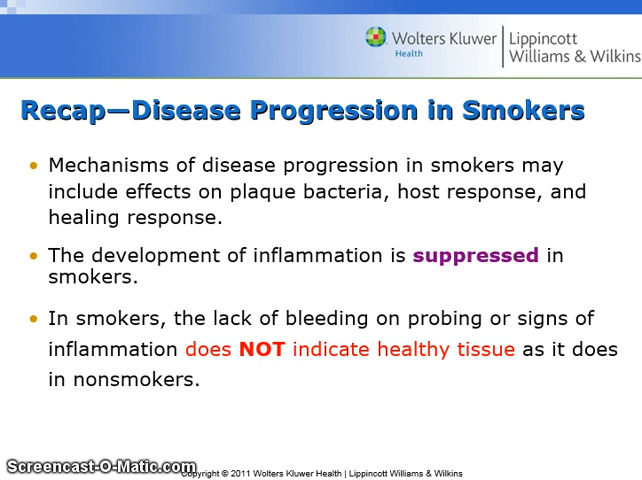 Wolters Kluwer
Health
Lippincott
Williams & Wilkins
Recap—Disease Progression in Smokers
• Mechanisms of disease progression in smokers may
include effects on plaque bacteria, host response, and
healing response.
• The development of inflammation is suppressed in
smokers.
• In smokers, the lack of bleeding on probing or signs of
inflammation does NOT indicate healthy tissue as it does
in nonsmokers.
Screencast-O-Matic.com
Copyright © 2011 Wolters Kluwer Health | Lippincott Williams & Wilkins